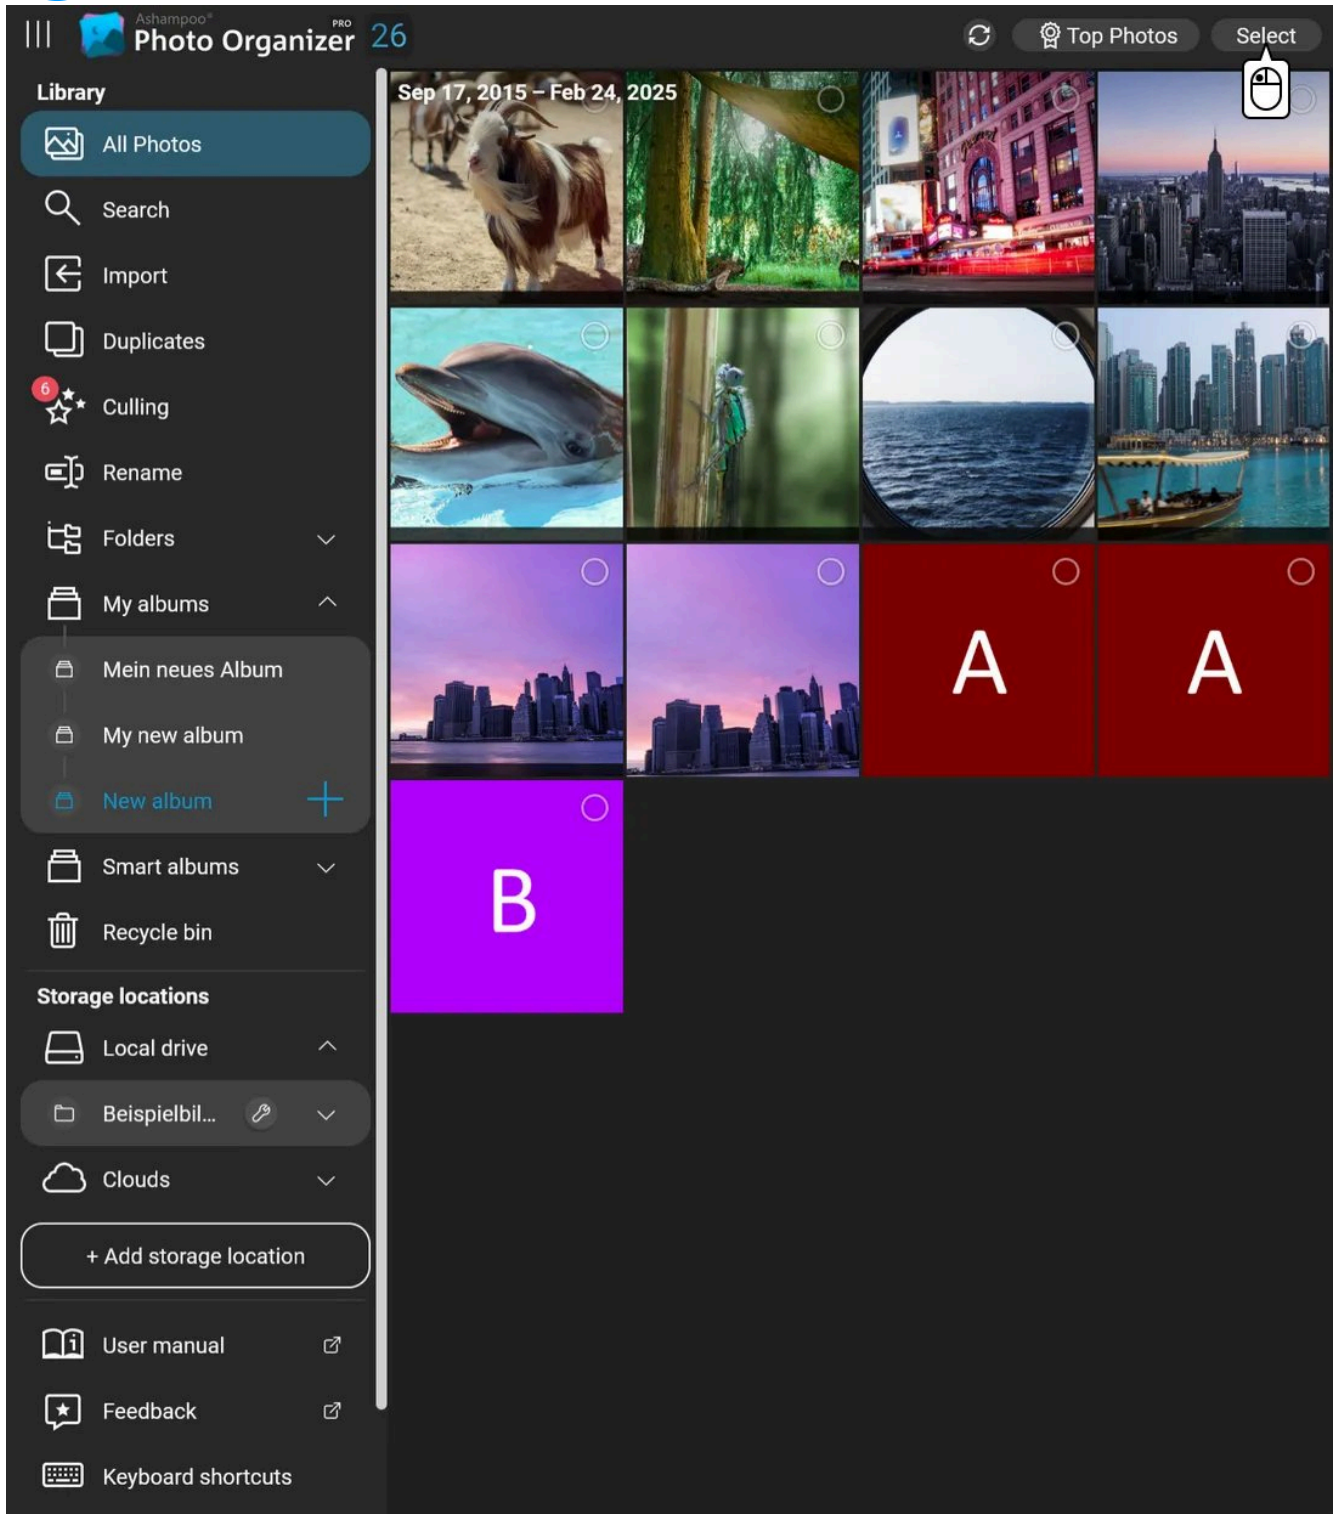 Ashampoo®
Photo Organizer PRO 26
Top Photos
Select
Library
All Photos
Search
Import
Duplicates
6
Culling
Rename
Folders
My albums
Mein neues Album
My new album
New album
Smart albums
Recycle bin
Storage locations
Local drive
Beispielbil...
Clouds
+ Add storage location
User manual
Feedback
Keyboard shortcuts
Sep 17, 2015 – Feb 24, 2025
A
A
B